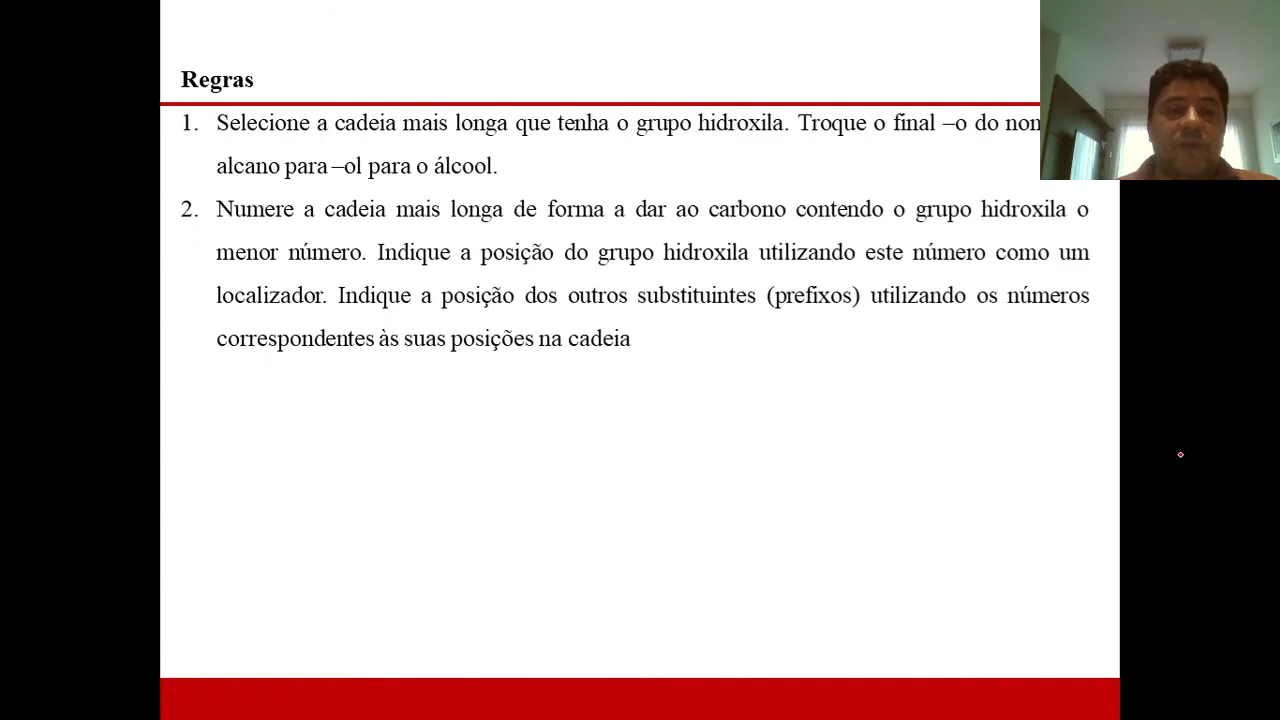 Regras
1. Selecione a cadeia mais longa que tenha o grupo hidroxila. Troque o final –o do
alcano para –ol para o álcool.
2. Numere a cadeia mais longa de forma a dar ao carbono contendo o grupo hidroxila o
menor número. Indique a posição do grupo hidroxila utilizando este número como um
localizador. Indique a posição dos outros substituintes (prefixos) utilizando os números
correspondentes às suas posições na cadeia